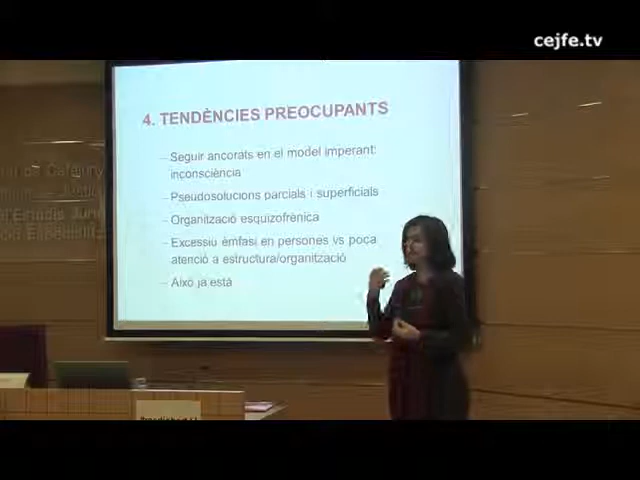 cejfe.tv
4. TENDÈNCIES PREOCUPANTS
– Seguir ancorats en el model imperant:
inconsciència
– Pseudosolucions parcials i superficials
– Organització esquizofrènica
– Excessiu èmfasi en persones vs poca
atenció a estructura/organització
– Això ja està